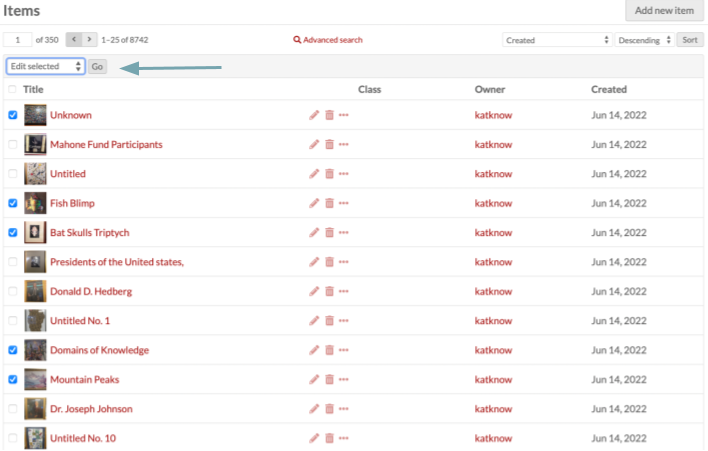 Items
Add new item
1 of 350 < > 1–25 of 8742
Advanced search
Created Descending Sort
Edit selected Go
Title Class Owner Created
Unknown katknow Jun 14, 2022
Mahone Fund Participants katknow Jun 14, 2022
Untitled katknow Jun 14, 2022
Fish Blimp katknow Jun 14, 2022
Bat Skulls Triptych katknow Jun 14, 2022
Presidents of the United states, katknow Jun 14, 2022
Donald D. Hedberg katknow Jun 14, 2022
Untitled No. 1 katknow Jun 14, 2022
Domains of Knowledge katknow Jun 14, 2022
Mountain Peaks katknow Jun 14, 2022
Dr. Joseph Johnson katknow Jun 14, 2022
Untitled No. 10 katknow Jun 14, 2022